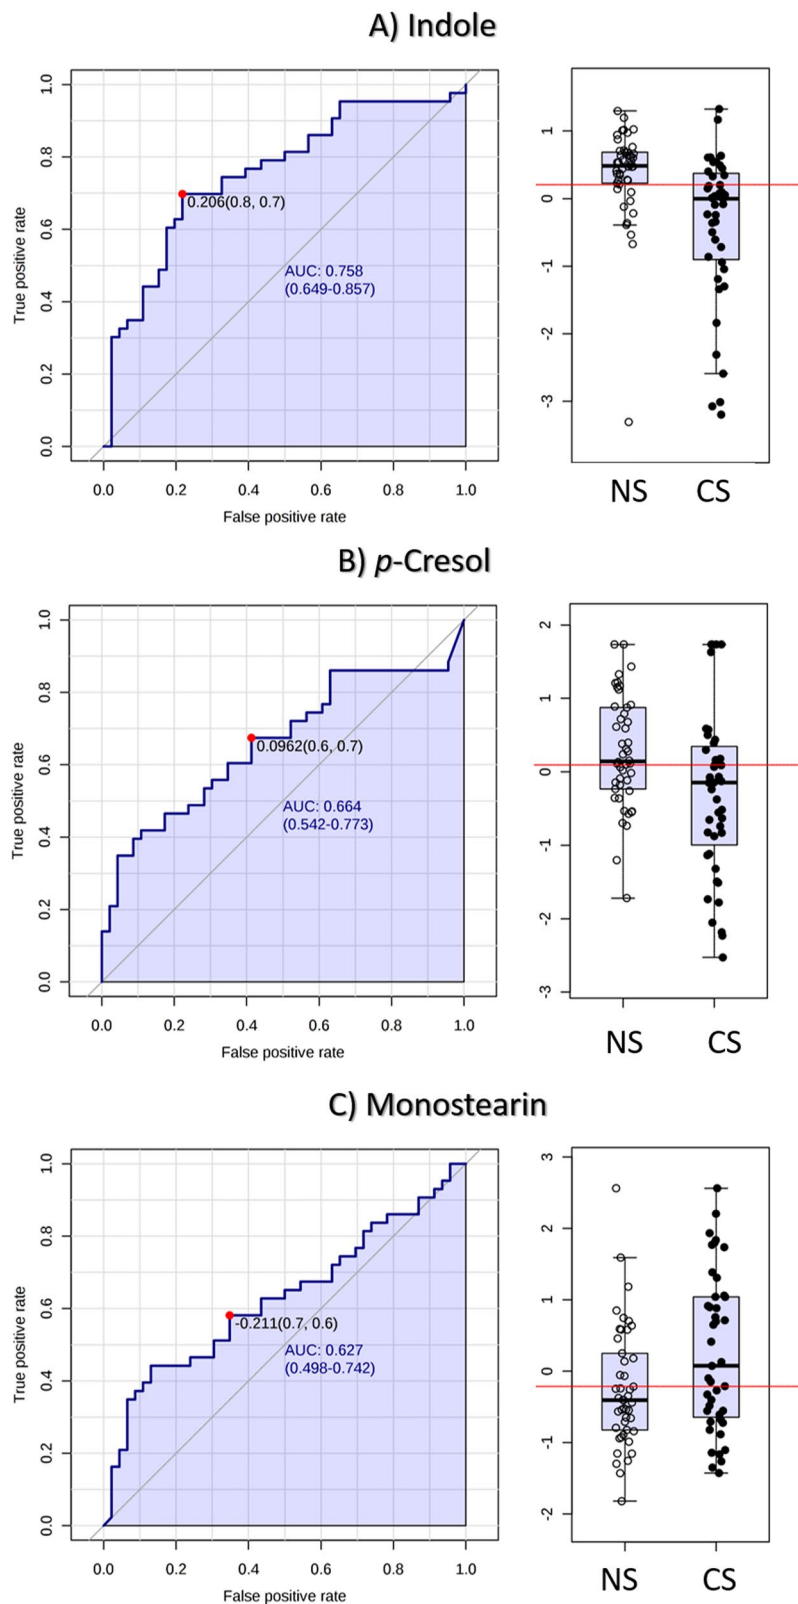 A) Indole
1.0
0.8
0.6
0.4
0.2
0.0
True positive rate
0.206(0.8, 0.7)
AUC: 0.758
(0.649-0.857)
0.0 0.2 0.4 0.6 0.8 1.0
False positive rate
1
0
-1
-2
-3
NS CS
B) p-Cresol
1.0
0.8
0.6
0.4
0.2
0.0
True positive rate
0.0962(0.6, 0.7)
AUC: 0.664
(0.542-0.773)
0.0 0.2 0.4 0.6 0.8 1.0
False positive rate
2
1
0
-1
-2
-3
NS CS
C) Monostearin
1.0
0.8
0.6
0.4
0.2
0.0
True positive rate
-0.211(0.7, 0.6)
AUC: 0.627
(0.498-0.742)
0.0 0.2 0.4 0.6 0.8 1.0
False positive rate
3
2
1
0
-1
-2
NS CS